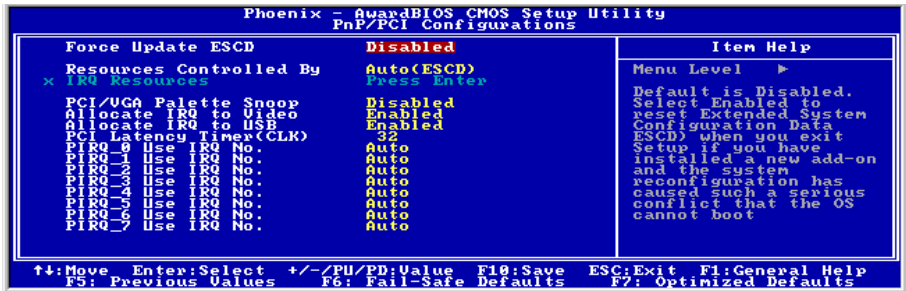 Phoenix - AwardBIOS CMOS Setup Utility
PnP/PCI Configurations
Force Update ESCD Disabled
Resources Controlled By Auto(ESCD)
x IRQ Resources Press Enter
PCI/VGA Palette Snoop Disabled
Allocate IRQ to Video Enabled
Allocate IRQ to USB Enabled
PCI Latency Timer(CLK) 32
PIRQ_0 Use IRQ No. Auto
PIRQ_1 Use IRQ No. Auto
PIRQ_2 Use IRQ No. Auto
PIRQ_3 Use IRQ No. Auto
PIRQ_4 Use IRQ No. Auto
PIRQ_5 Use IRQ No. Auto
PIRQ_6 Use IRQ No. Auto
PIRQ_7 Use IRQ No. Auto
Item Help
Menu Level ►
Default is Disabled.
Select Enabled to
reset Extended System
Configuration Data
ESCD) when you exit
Setup if you have
installed a new add-on
and the system
reconfiguration has
caused such a serious
conflict that the OS
cannot boot
↑↓:Move Enter:Select +/-/PU/PD:Value F10:Save ESC:Exit F1:General Help
F5: Previous Values F6: Fail-Safe Defaults F7: Optimized Defaults